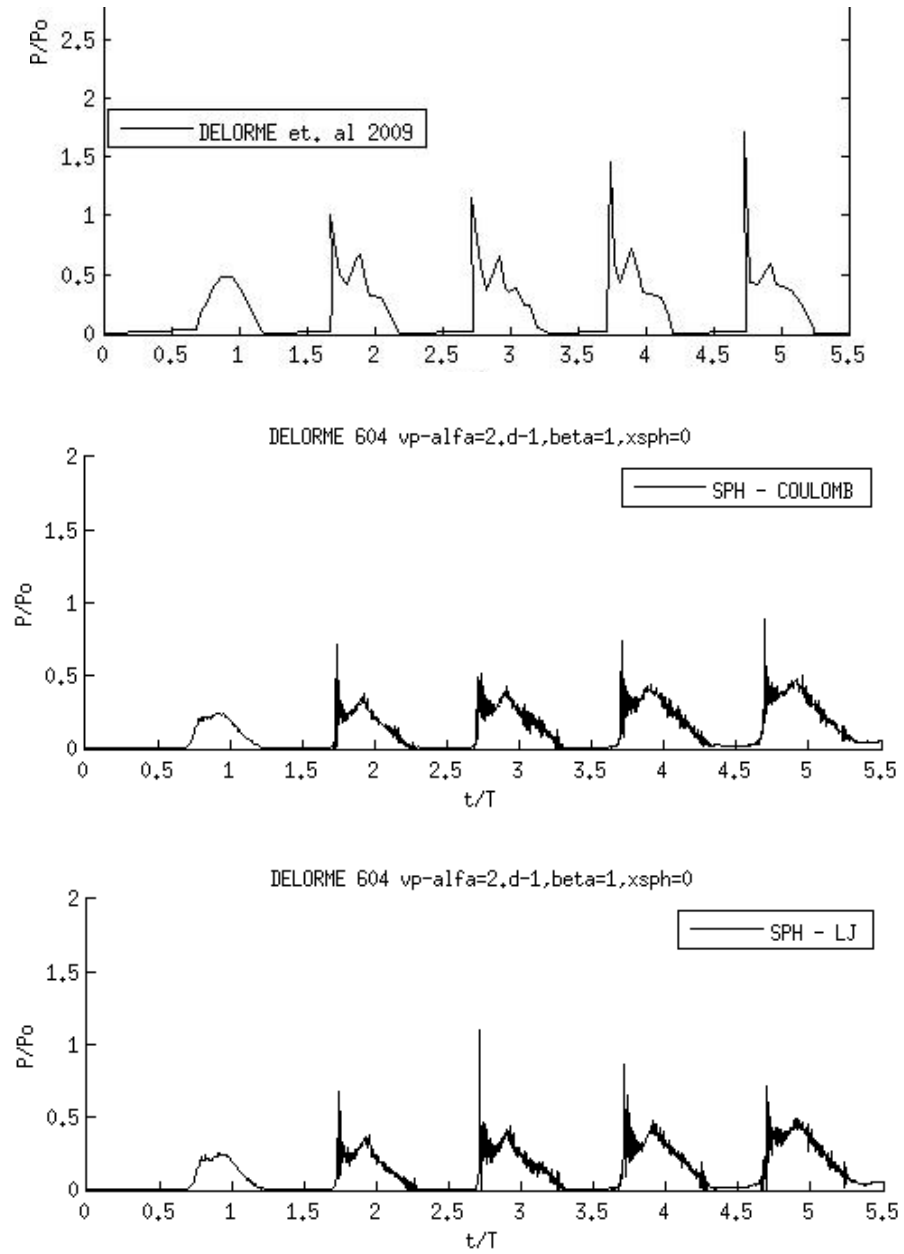 P/Po
2.5
2
1.5
1
0.5
0
DELORME et. al 2009
0 0.5 1 1.5 2 2.5 3 3.5 4 4.5 5 5.5
DELORME 604 vp-alfa=2.d-1,beta=1,xsph=0
P/Po
2
1.5
1
0.5
0
SPH - COULOMB
0 0.5 1 1.5 2 2.5 3 3.5 4 4.5 5 5.5
t/T
DELORME 604 vp-alfa=2.d-1,beta=1,xsph=0
P/Po
2
1.5
1
0.5
0
SPH - LJ
0 0.5 1 1.5 2 2.5 3 3.5 4 4.5 5 5.5
t/T